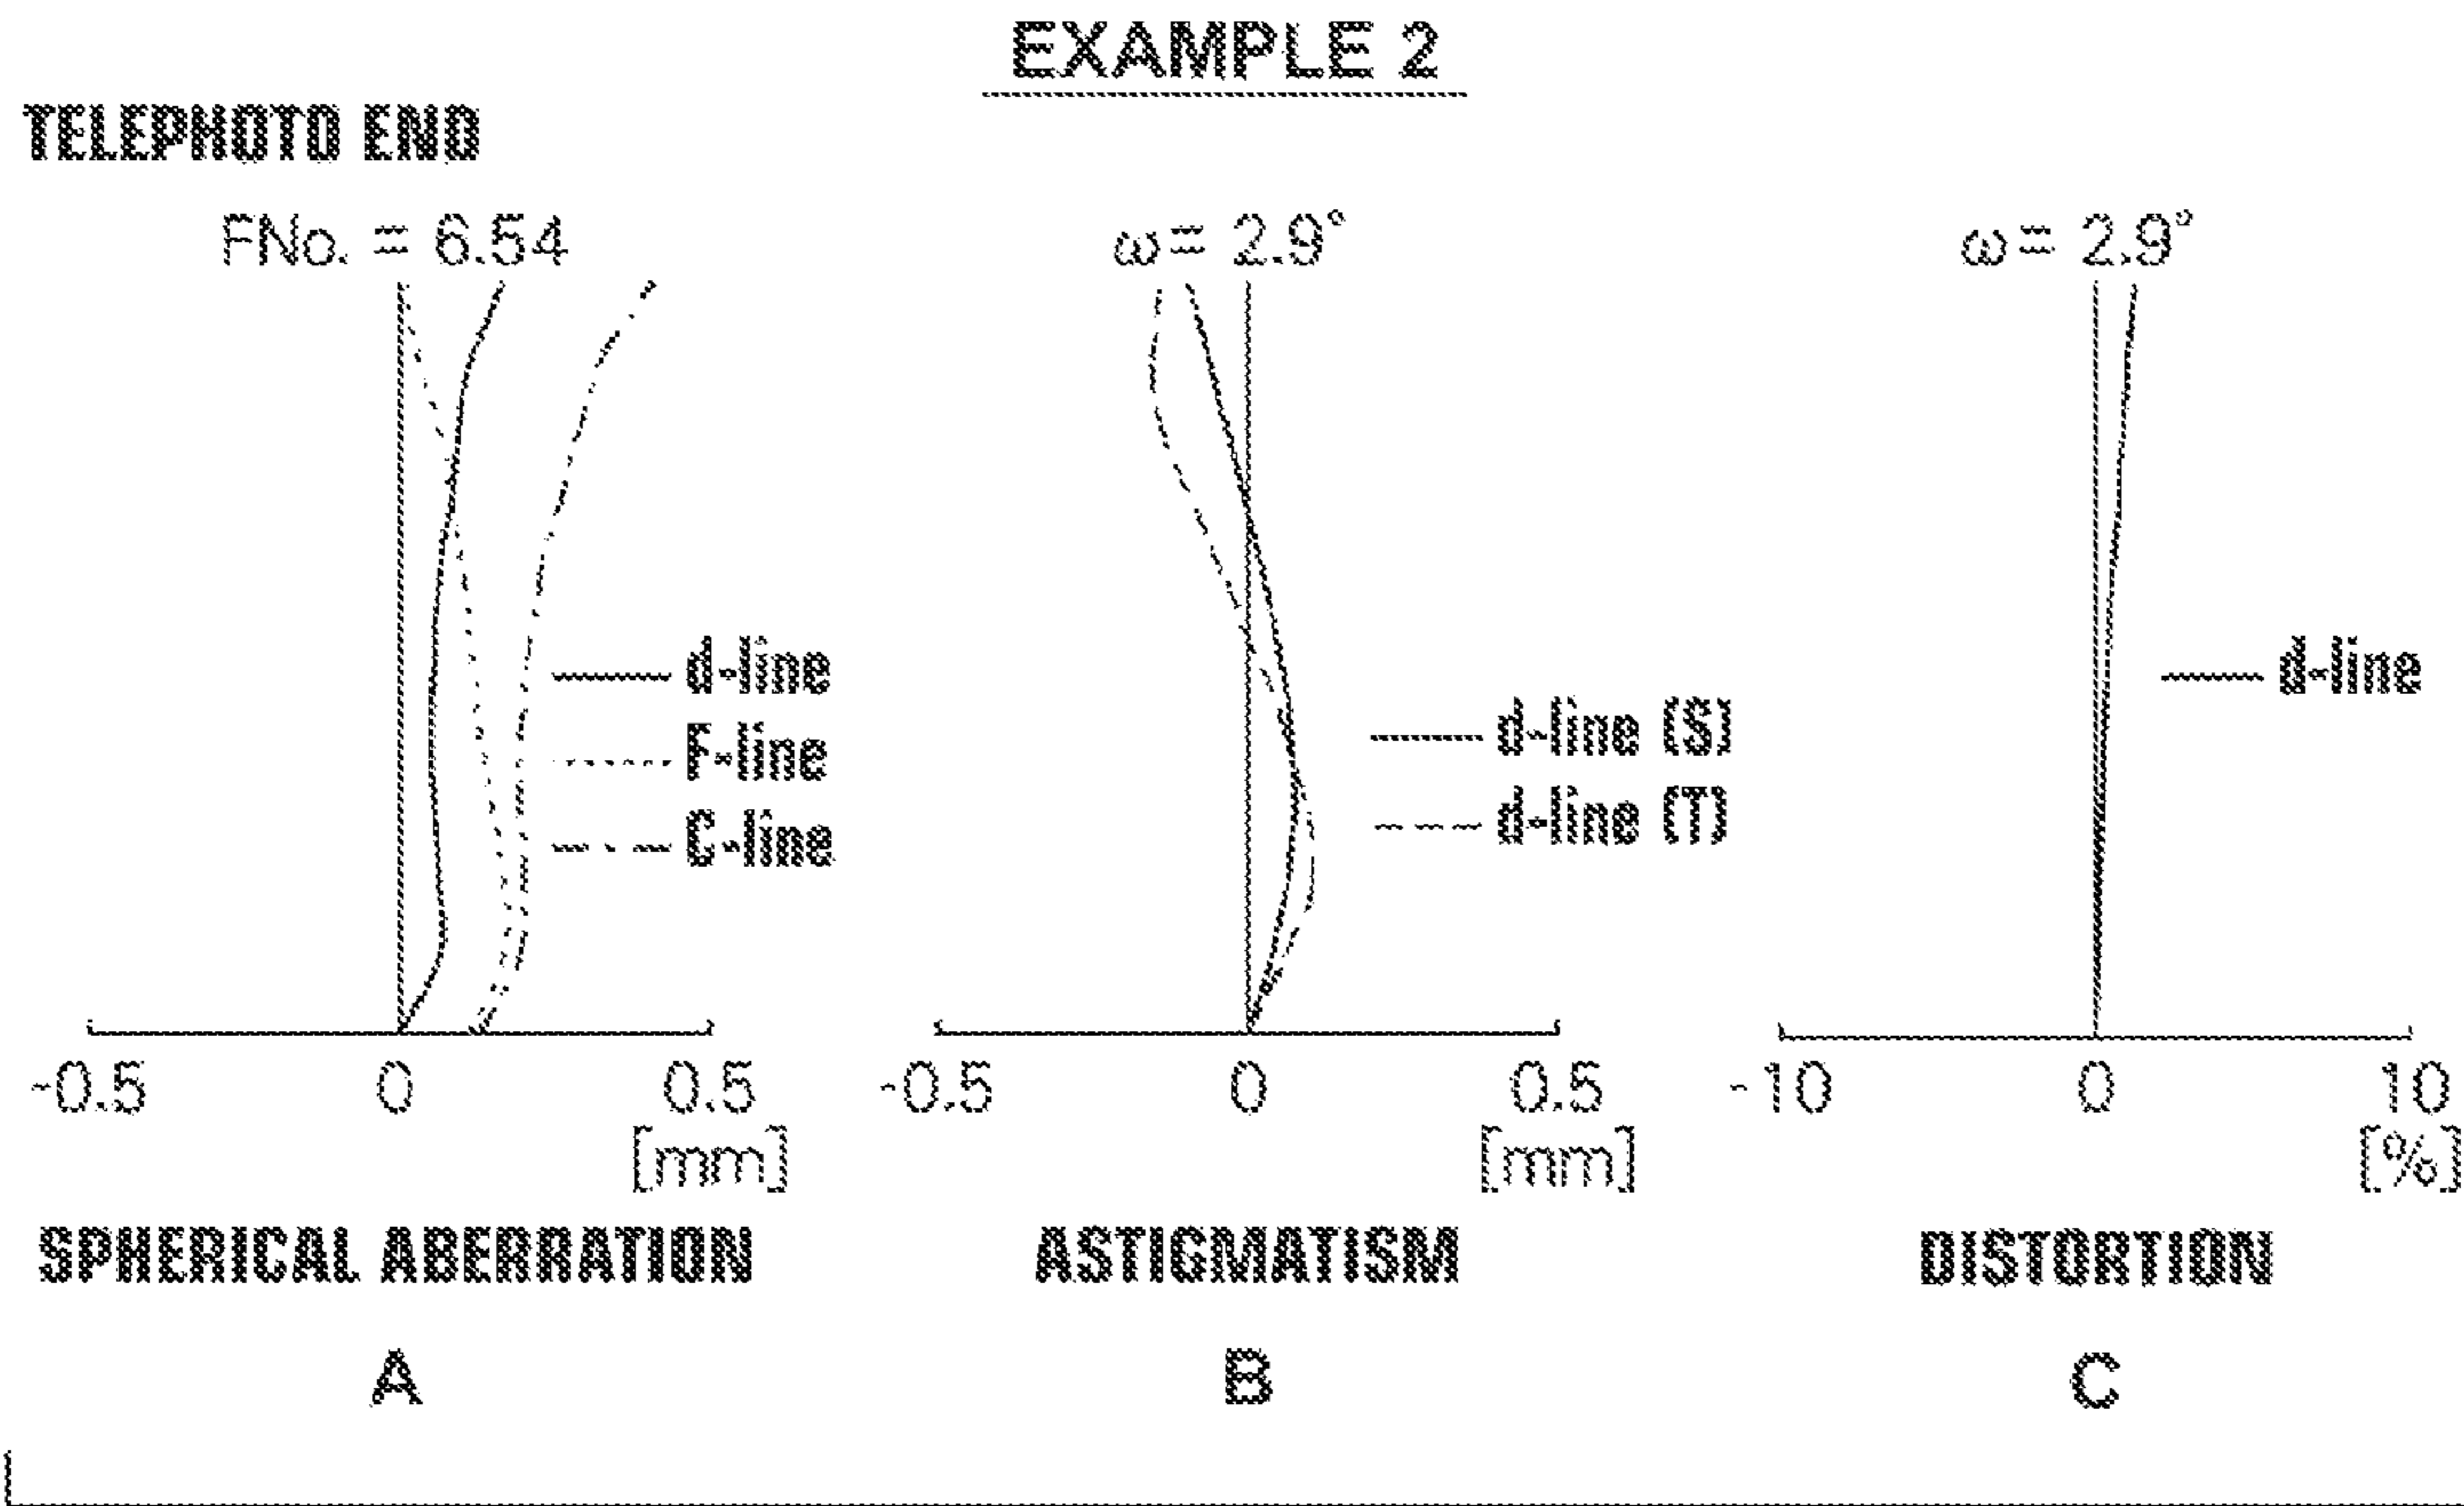 EXAMPLE 2
TELEPHOTO END
FNo. = 6.54
ω = 2.9°
ω = 2.9°
d-line
F-line
C-line
d-line (S)
d-line (T)
d-line
-0.5 0 0.5
[mm]
-0.5 0 0.5
[mm]
-10 0 10
[%]
SPHERICAL ABERRATION
ASTIGMATISM
DISTORTION
A
B
C